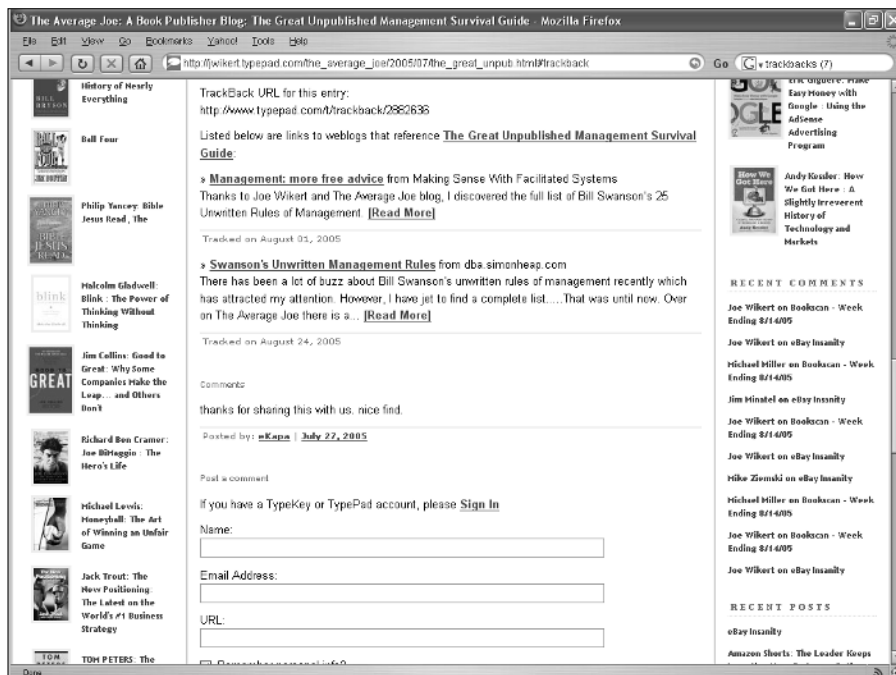 The Average Joe: A Book Publisher Blog: The Great Unpublished Management Survival Guide - Mozilla Firefox
File Edit View Go Bookmarks Yahoo! Tools Help
http://jwikert.typepad.com/the_average_joe/2005/07/the_great_unpub.html#trackback
Go
trackbacks (7)
History of Nearly
Everything
BILL
BRYSON
Ball Four
Philip Yancey: Bible
Jesus Read, The
blink
Malcolm Gladwell:
Blink : The Power of
Thinking Without
Thinking
GREAT
Jim Collins: Good to
Great: Why Some
Companies Make the
Leap... and Others
Don't
Richard Ben Cramer:
Joe DiMaggio : The
Hero's Life
Michael Lewis:
Moneyball: The Art
of Winning an Unfair
Game
Jack Trout: The
New Positioning:
The Latest on the
World's #1 Business
Strategy
TOM
TOM PETERS: The
TrackBack URL for this entry:
http://www.typepad.com/t/trackback/2882636
Listed below are links to weblogs that reference The Great Unpublished Management Survival
Guide:
» Management: more free advice from Making Sense With Facilitated Systems
Thanks to Joe Wikert and The Average Joe blog, I discovered the full list of Bill Swanson's 25
Unwritten Rules of Management. [Read More]
Tracked on August 01, 2005
» Swanson's Unwritten Management Rules from dba.simonheap.com
There has been a lot of buzz about Bill Swanson's unwritten rules of management recently which
has attracted my attention. However, I have jet to find a complete list.....That was until now. Over
on The Average Joe there is a... [Read More]
Tracked on August 24, 2005
Comments
thanks for sharing this with us. nice find.
Posted by: eKapa | July 27, 2005
Post a comment
If you have a TypeKey or TypePad account, please Sign In
Name:
Email Address:
URL:
Remember personal info?
Eric Giguere: Make
Easy Money with
Google : Using the
AdSense
Advertising
Program
How We
Got Here
Andy Kessler: How
We Got Here : A
Slightly Irreverent
History of
Technology and
Markets
RECENT COMMENTS
Joe Wikert on Bookscan - Week
Ending 8/14/05
Joe Wikert on eBay Insanity
Michael Miller on Bookscan - Week
Ending 8/14/05
Jim Minatel on eBay Insanity
Joe Wikert on Bookscan - Week
Ending 8/14/05
Joe Wikert on eBay Insanity
Mike Ziemski on eBay Insanity
Michael Miller on Bookscan - Week
Ending 8/14/05
Joe Wikert on Bookscan - Week
Ending 8/14/05
Joe Wikert on eBay Insanity
RECENT POSTS
eBay Insanity
Amazon Shorts: The Leader Keeps
Done